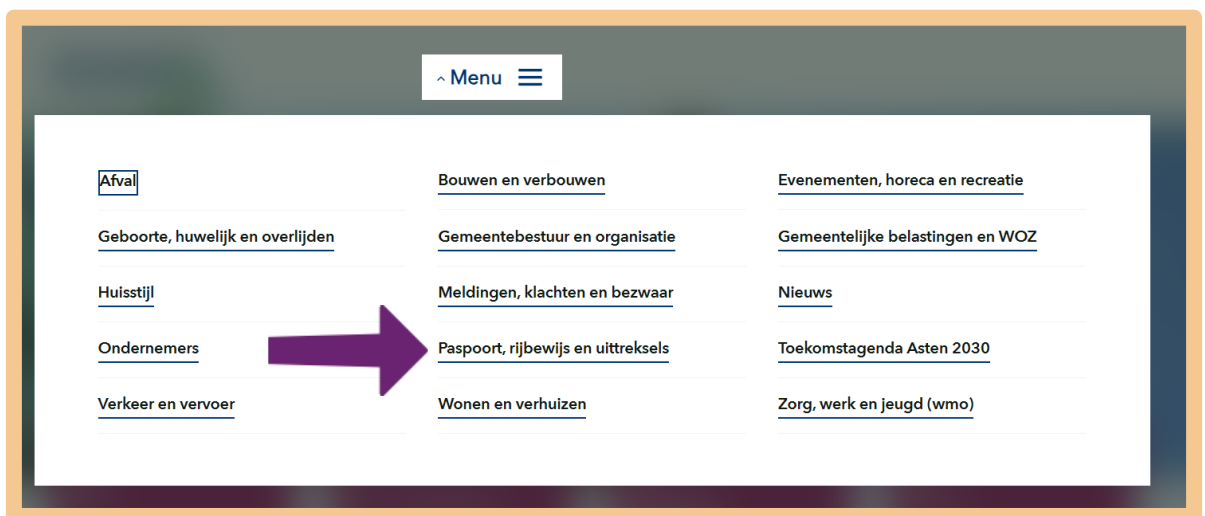 Menu
Afval
Bouwen en verbouwen
Evenementen, horeca en recreatie
Geboorte, huwelijk en overlijden
Gemeentebestuur en organisatie
Gemeentelijke belastingen en WOZ
Huisstijl
Meldingen, klachten en bezwaar
Nieuws
Ondernemers
Paspoort, rijbewijs en uittreksels
Toekomstagenda Asten 2030
Verkeer en vervoer
Wonen en verhuizen
Zorg, werk en jeugd (wmo)